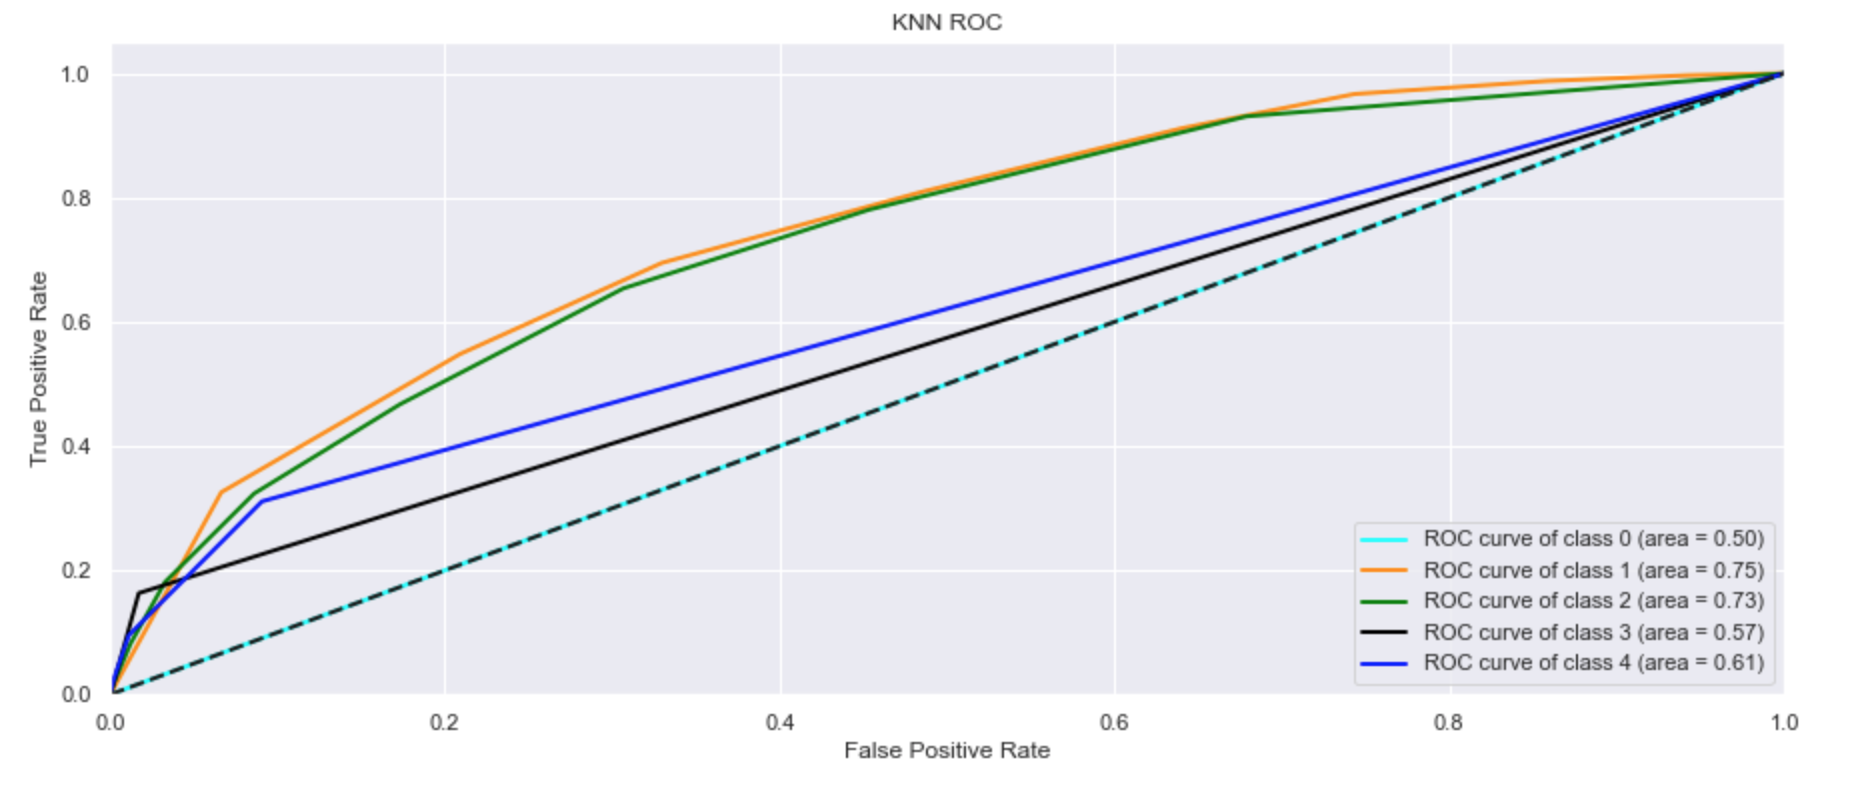 KNN ROC
1.0
0.8
0.6
0.4
0.2
0.0
True Positive Rate
ROC curve of class 0 (area = 0.50)
ROC curve of class 1 (area = 0.75)
ROC curve of class 2 (area = 0.73)
ROC curve of class 3 (area = 0.57)
ROC curve of class 4 (area = 0.61)
0.0 0.2 0.4 0.6 0.8 1.0
False Positive Rate